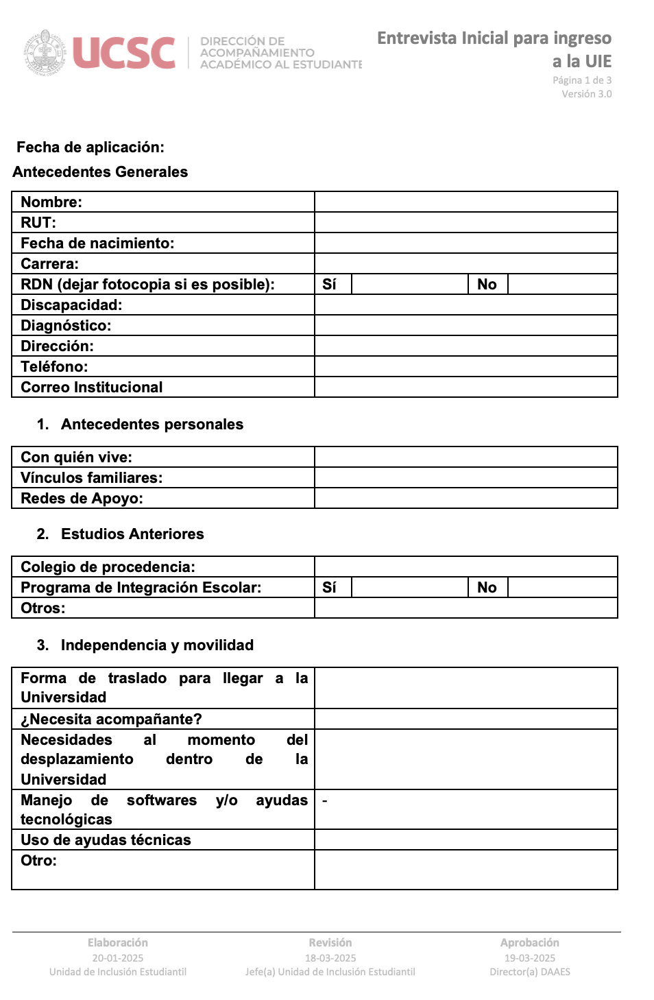 UCSC
DIRECCIÓN DE
ACOMPAÑAMIENTO
ACADÉMICO AL ESTUDIANTE
Entrevista Inicial para ingreso
a la UIE
Página 1 de 3
Versión 3.0
Fecha de aplicación:
Antecedentes Generales
Nombre:
RUT:
Fecha de nacimiento:
Carrera:
RDN (dejar fotocopia si es posible): Sí No
Discapacidad:
Diagnóstico:
Dirección:
Teléfono:
Correo Institucional
1. Antecedentes personales
Con quién vive:
Vínculos familiares:
Redes de Apoyo:
2. Estudios Anteriores
Colegio de procedencia:
Programa de Integración Escolar: Sí No
Otros:
3. Independencia y movilidad
Forma de traslado para llegar a la
Universidad
¿Necesita acompañante?
Necesidades al momento del
desplazamiento dentro de la
Universidad
Manejo de softwares y/o ayudas -
tecnológicas
Uso de ayudas técnicas
Otro:
Elaboración Revisión Aprobación
20-01-2025 18-03-2025 19-03-2025
Unidad de Inclusión Estudiantil Jefe(a) Unidad de Inclusión Estudiantil Director(a) DAAES